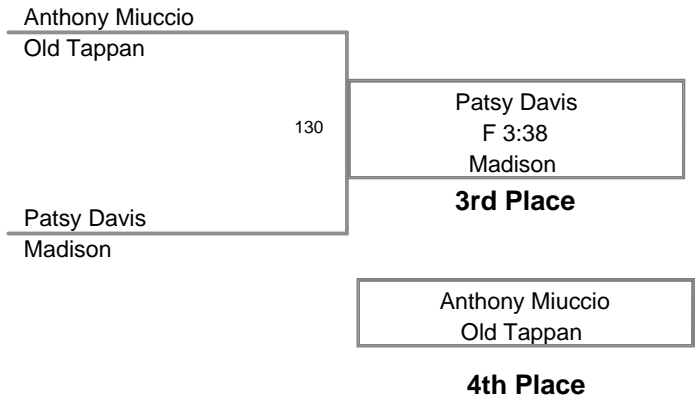 Anthony Miuccio
Old Tappan
130
Patsy Davis
F 3:38
Madison
3rd Place
Patsy Davis
Madison
Anthony Miuccio
Old Tappan
4th Place